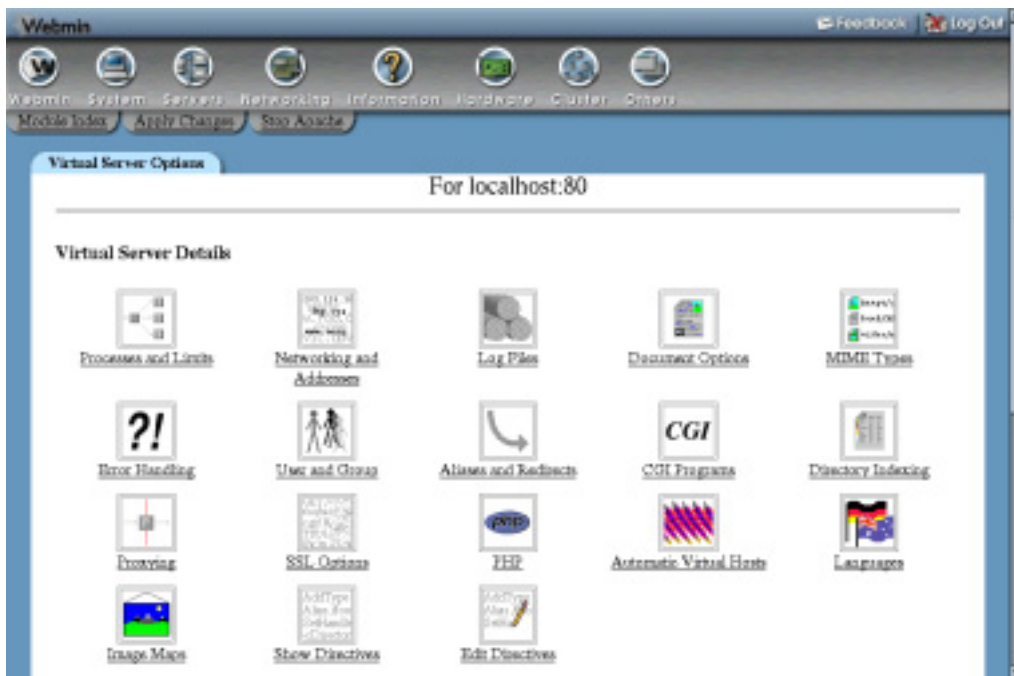 Webmin
Feedback
Log Out
Webmin System Servers Networking Information Hardware Cluster Others
Module Index Apply Changes Stop Apache
Virtual Server Options
For localhost:80
Virtual Server Details
Processes and Limits
Networking and
Addresses
Log Files
Document Options
MIME Types
?!
Error Handling
User and Group
Aliases and Redirects
CGI
CGI Programs
Directory Indexing
Proxying
SSL Options
php
PHP
Automatic Virtual Hosts
Languages
Image Maps
Show Directives
Edit Directives